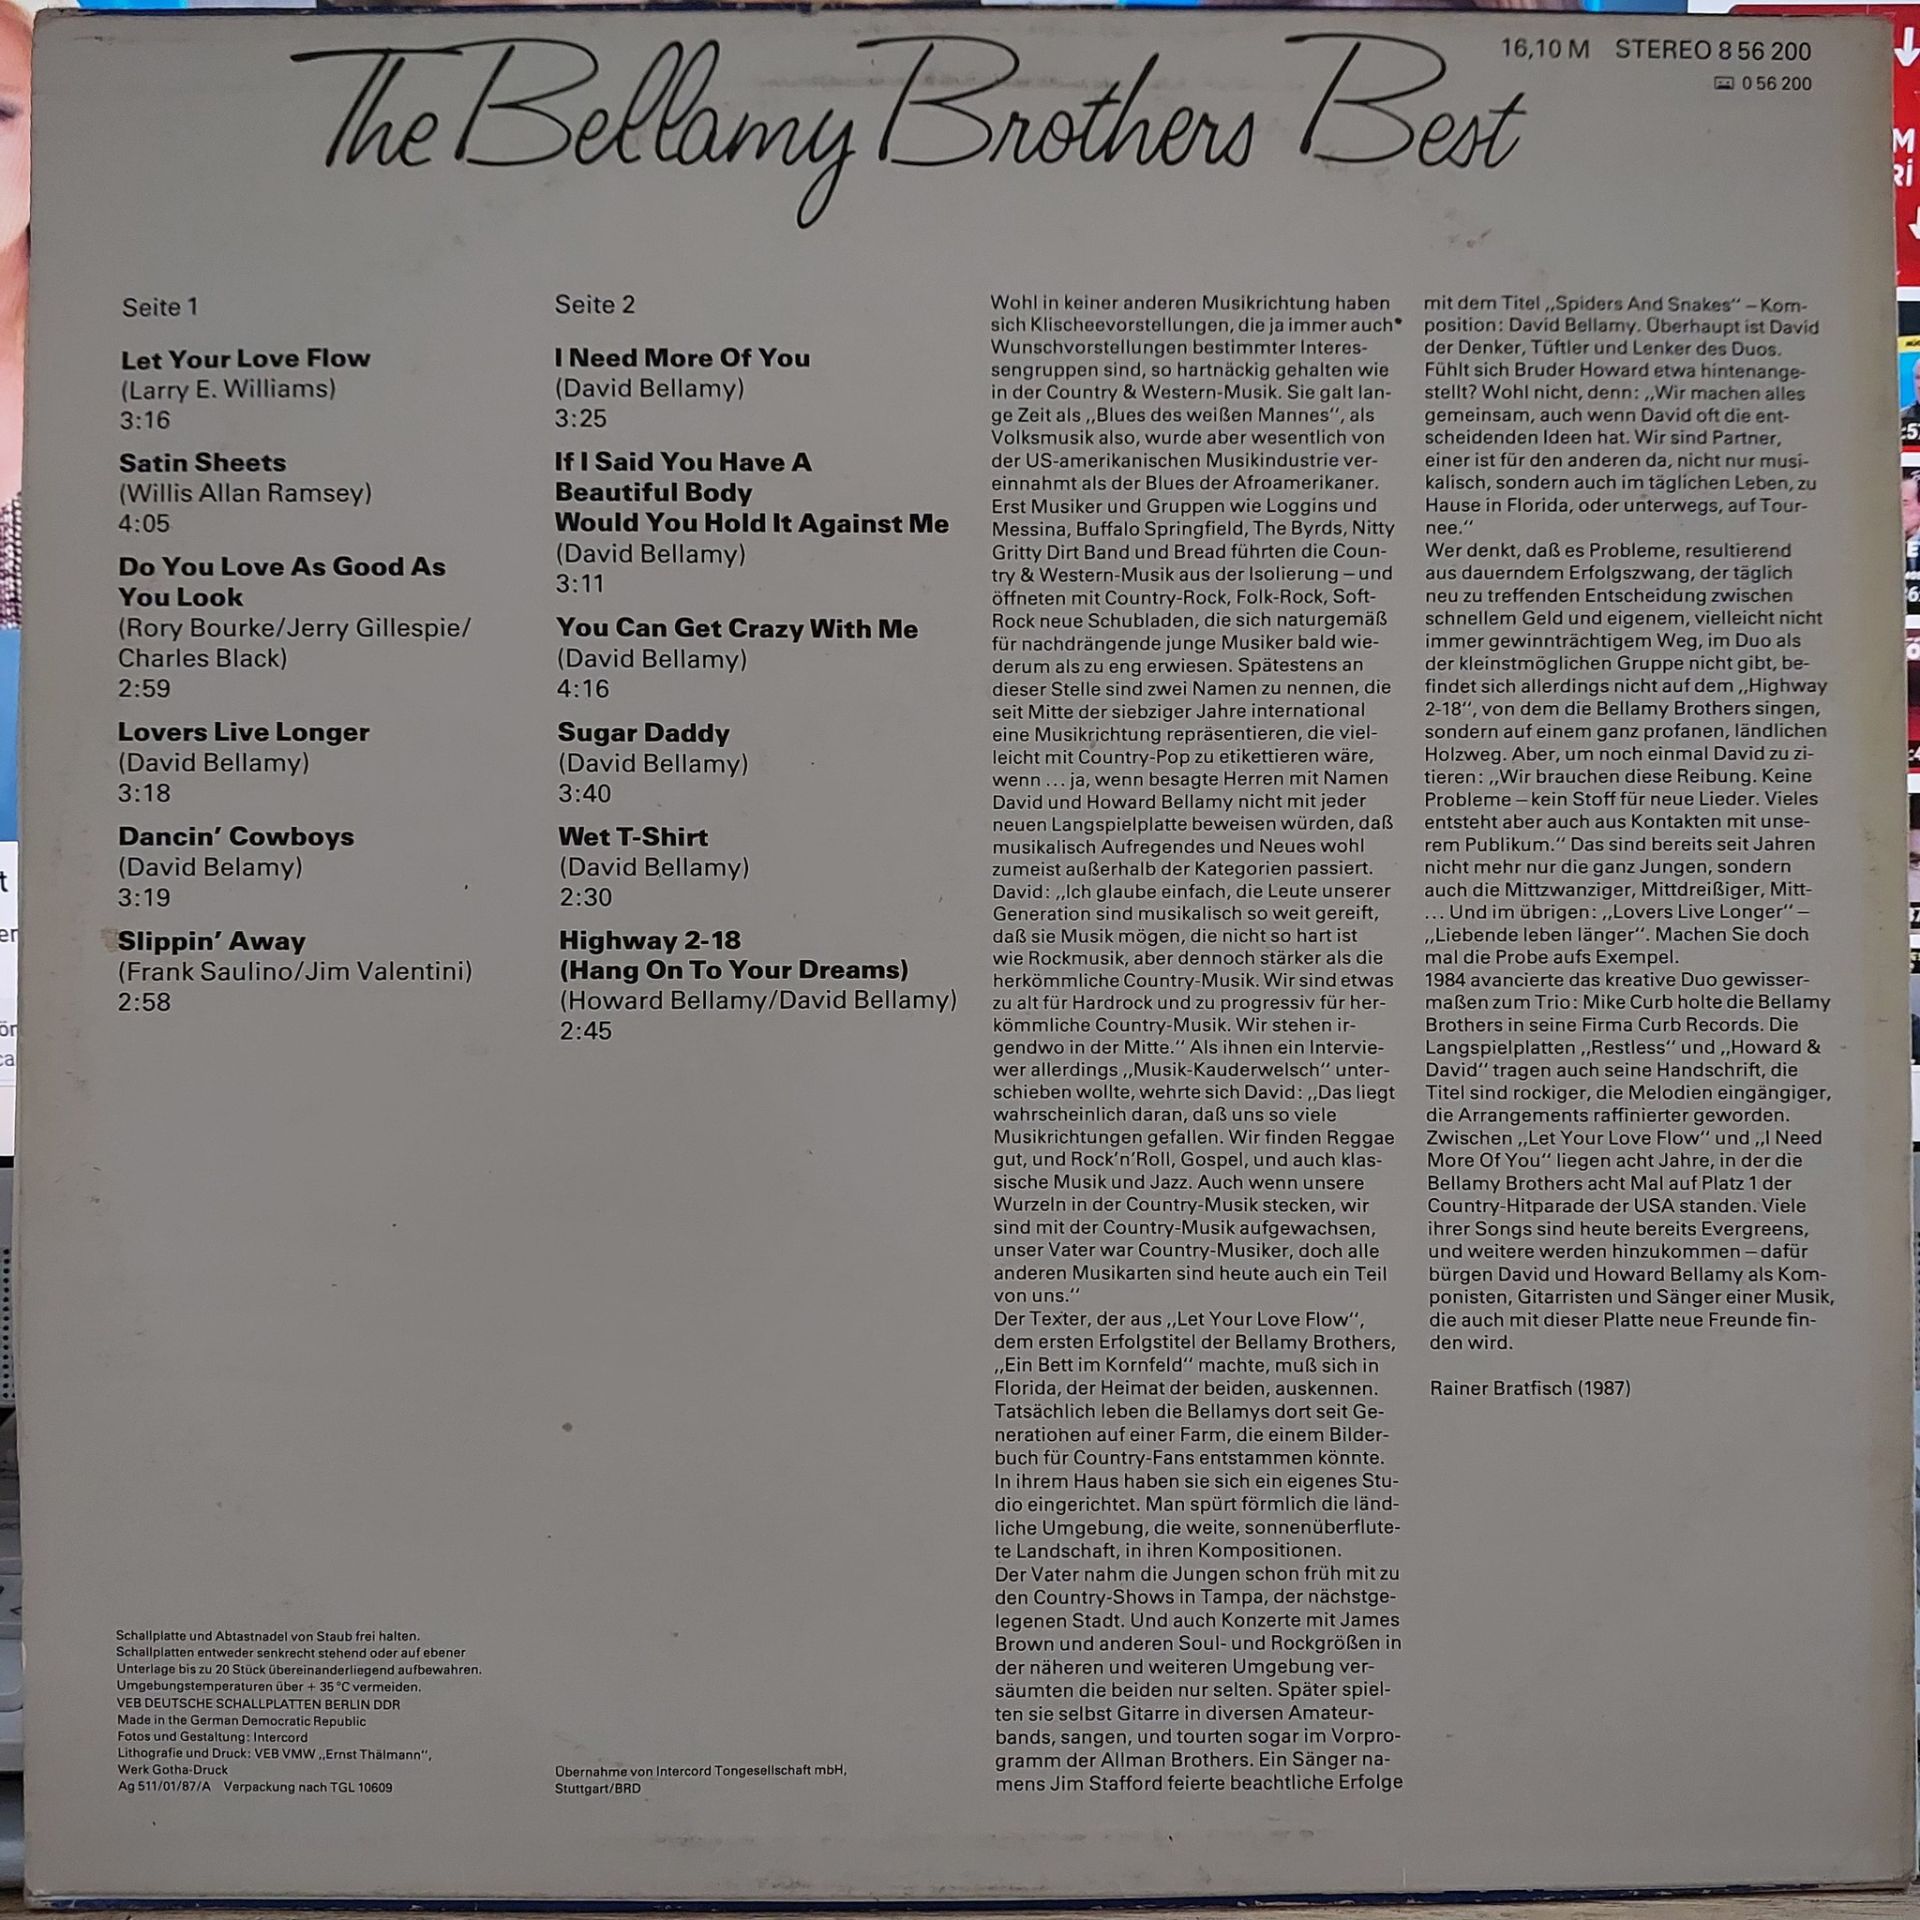 The Bellamy Brothers Best
16,10 M STEREO 8 56 200
0 56 200
Seite 1
Let Your Love Flow
(Larry E. Williams)
3:16
Satin Sheets
(Willis Allan Ramsey)
4:05
Do You Love As Good As
You Look
(Rory Bourke/Jerry Gillespie/
Charles Black)
2:59
Lovers Live Longer
(David Bellamy)
3:18
Dancin' Cowboys
(David Belamy)
3:19
Slippin' Away
(Frank Saulino/Jim Valentini)
2:58
Seite 2
I Need More Of You
(David Bellamy)
3:25
If I Said You Have A
Beautiful Body
Would You Hold It Against Me
(David Bellamy)
3:11
You Can Get Crazy With Me
(David Bellamy)
4:16
Sugar Daddy
(David Bellamy)
3:40
Wet T-Shirt
(David Bellamy)
2:30
Highway 2-18
(Hang On To Your Dreams)
(Howard Bellamy/David Bellamy)
2:45
Wohl in keiner anderen Musikrichtung haben
sich Klischeevorstellungen, die ja immer auch
Wunschvorstellungen bestimmter Interes-
sengruppen sind, so hartnäckig gehalten wie
in der Country & Western-Musik. Sie galt lan-
ge Zeit als „Blues des weißen Mannes“, als
Volksmusik also, wurde aber wesentlich von
der US-amerikanischen Musikindustrie ver-
einnahmt als der Blues der Afroamerikaner.
Erst Musiker und Gruppen wie Loggins und
Messina, Buffalo Springfield, The Byrds, Nitty
Gritty Dirt Band und Bread führten die Coun-
try & Western-Musik aus der Isolierung – und
öffneten mit Country-Rock, Folk-Rock, Soft-
Rock neue Schubladen, die sich naturgemäß
für nachdrängende junge Musiker bald wie-
derum als zu eng erwiesen. Spätestens an
dieser Stelle sind zwei Namen zu nennen, die
seit Mitte der siebziger Jahre international
eine Musikrichtung repräsentieren, die viel-
leicht mit Country-Pop zu etikettieren wäre,
wenn ... ja, wenn besagte Herren mit Namen
David und Howard Bellamy nicht mit jeder
neuen Langspielplatte beweisen würden, daß
musikalisch Aufregendes und Neues wohl
zumeist außerhalb der Kategorien passiert.
David: „Ich glaube einfach, die Leute unserer
Generation sind musikalisch so weit gereift,
daß sie Musik mögen, die nicht so hart ist
wie Rockmusik, aber dennoch stärker als die
herkömmliche Country-Musik. Wir sind etwas
zu alt für Hardrock und zu progressiv für her-
kömmliche Country-Musik. Wir stehen ir-
gendwo in der Mitte.“ Als ihnen ein Intervie-
wer allerdings „Musik-Kauderwelsch“ unter-
schieben wollte, wehrte sich David: „Das liegt
wahrscheinlich daran, daß uns so viele
Musikrichtungen gefallen. Wir finden Reggae
gut, und Rock'n'Roll, Gospel, und auch klas-
sische Musik und Jazz. Auch wenn unsere
Wurzeln in der Country-Musik stecken, wir
sind mit der Country-Musik aufgewachsen,
unser Vater war Country-Musiker, doch alle
anderen Musikarten sind heute auch ein Teil
von uns.“
Der Texter, der aus „Let Your Love Flow“,
dem ersten Erfolgstitel der Bellamy Brothers,
„Ein Bett im Kornfeld“ machte, muß sich in
Florida, der Heimat der beiden, auskennen.
Tatsächlich leben die Bellamys dort seit Ge-
nerationen auf einer Farm, die einem Bilder-
buch für Country-Fans entstammen könnte.
In ihrem Haus haben sie sich ein eigenes Stu-
dio eingerichtet. Man spürt förmlich die länd-
liche Umgebung, die weite, sonnenüberflute-
te Landschaft, in ihren Kompositionen.
Der Vater nahm die Jungen schon früh mit zu
den Country-Shows in Tampa, der nächstge-
legenen Stadt. Und auch Konzerte mit James
Brown und anderen Soul- und Rockgrößen in
der näheren und weiteren Umgebung ver-
säumten die beiden nur selten. Später spiel-
ten sie selbst Gitarre in diversen Amateur-
bands, sangen, und tourten sogar im Vorpro-
gramm der Allman Brothers. Ein Sänger na-
mens Jim Stafford feierte beachtliche Erfolge
mit dem Titel „Spiders And Snakes“ – Kom-
position: David Bellamy. Überhaupt ist David
der Denker, Tüftler und Lenker des Duos.
Fühlt sich Bruder Howard etwa hintenange-
stellt? Wohl nicht, denn: „Wir machen alles
gemeinsam, auch wenn David oft die ent-
scheidenden Ideen hat. Wir sind Partner,
einer ist für den anderen da, nicht nur musi-
kalisch, sondern auch im täglichen Leben, zu
Hause in Florida, oder unterwegs, auf Tour-
nee.“
Wer denkt, daß es Probleme, resultierend
aus dauerndem Erfolgszwang, der täglich
neu zu treffenden Entscheidung zwischen
schnellem Geld und eigenem, vielleicht nicht
immer gewinnträchtigem Weg, im Duo als
der kleinstmöglichen Gruppe nicht gibt, be-
findet sich allerdings nicht auf dem „Highway
2-18“, von dem die Bellamy Brothers singen,
sondern auf einem ganz profanen, ländlichen
Holzweg. Aber, um noch einmal David zu zi-
tieren: „Wir brauchen diese Reibung. Keine
Probleme – kein Stoff für neue Lieder. Vieles
entsteht aber auch aus Kontakten mit unse-
rem Publikum.“ Das sind bereits seit Jahren
nicht mehr nur die ganz Jungen, sondern
auch die Mittzwanziger, Mittdreißiger, Mitt-
... Und im übrigen: „Lovers Live Longer“ –
„Liebende leben länger“. Machen Sie doch
mal die Probe aufs Exempel.
1984 avancierte das kreative Duo gewisser-
maßen zum Trio: Mike Curb holte die Bellamy
Brothers in seine Firma Curb Records. Die
Langspielplatten „Restless“ und „Howard &
David“ tragen auch seine Handschrift, die
Titel sind rockiger, die Melodien eingängiger,
die Arrangements raffinierter geworden.
Zwischen „Let Your Love Flow“ und „I Need
More Of You“ liegen acht Jahre, in der die
Bellamy Brothers acht Mal auf Platz 1 der
Country-Hitparade der USA standen. Viele
ihrer Songs sind heute bereits Evergreens,
und weitere werden hinzukommen – dafür
bürgen David und Howard Bellamy als Kom-
ponisten, Gitarristen und Sänger einer Musik,
die auch mit dieser Platte neue Freunde fin-
den wird.
Rainer Bratfisch (1987)
Schallplatte und Abtastnadel von Staub frei halten.
Schallplatten entweder senkrecht stehend oder auf ebener
Unterlage bis zu 20 Stück übereinanderliegend aufbewahren.
Umgebungstemperaturen über + 35 °C vermeiden.
VEB DEUTSCHE SCHALLPLATTEN BERLIN DDR
Made in the German Democratic Republic
Fotos und Gestaltung: Intercord
Lithografie und Druck: VEB VMW „Ernst Thälmann“,
Werk Gotha-Druck
Ag 511/01/87/A Verpackung nach TGL 10609
Übernahme von Intercord Tongesellschaft mbH,
Stuttgart/BRD